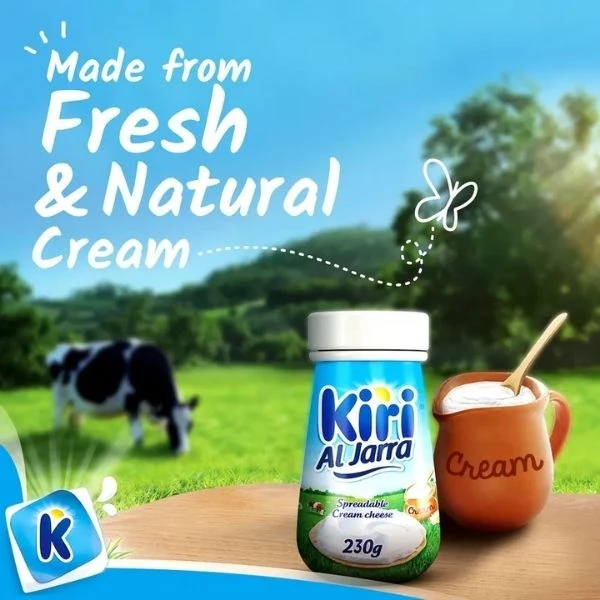 Made from
Fresh
& Natural
Cream
Kiri
Al Jarra
Spreadable
Cream cheese
230g
Cream
K